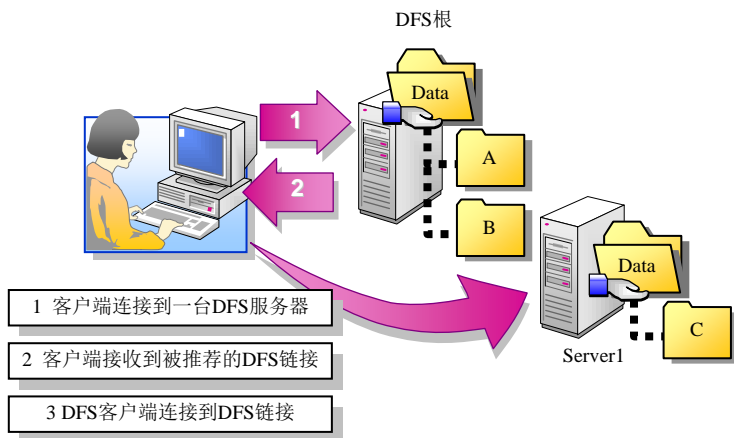 DFS根
Data
1
A
2
B
Data
1 客户端连接到一台DFS服务器
C
Server1
2 客户端接收到被推荐的DFS链接
3 DFS客户端连接到DFS链接